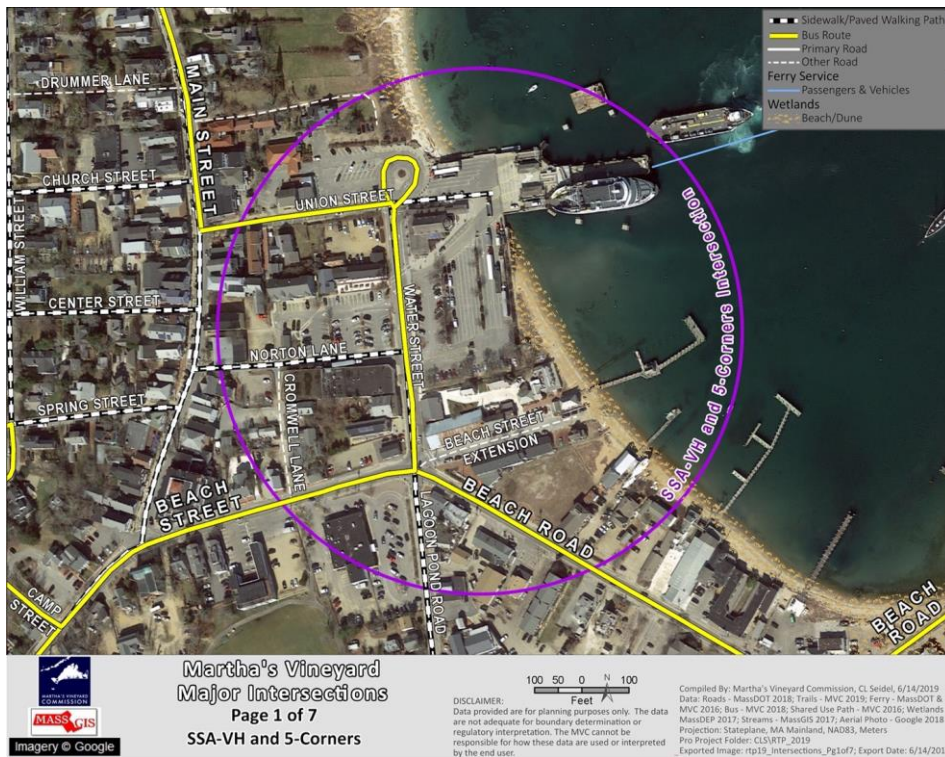 Sidewalk/Paved Walking Path
Bus Route
Primary Road
Other Road
Ferry Service
Passengers & Vehicles
Wetlands
Beach/Dune
DRUMMER LANE
MAIN STREET
CHURCH STREET
UNION STREET
WILLIAM STREET
CENTER STREET
WATER STREET
NORTON LANE
CROMWELL LANE
SPRING STREET
BEACH STREET
EXTENSION
SSA-VH and 5-Corners Intersection
BEACH
STREET
BEACH ROAD
LAGOON POND ROAD
CAMP
STREET
BEACH
ROAD
MARTHA'S VINEYARD
COMMISSION
MASSGIS
Imagery © Google
Martha's Vineyard
Major Intersections
Page 1 of 7
SSA-VH and 5-Corners
100 50 0 N 100
Feet
DISCLAIMER:
Data provided are for planning purposes only. The data
are not adequate for boundary determination or
regulatory interpretation. The MVC cannot be
responsible for how these data are used or interpreted
by the end user.
Compiled By: Martha's Vineyard Commission, CL Seidel, 6/14/2019
Data: Roads - MassDOT 2018; Trails - MVC 2019; Ferry - MassDOT &
MVC 2016; Bus - MVC 2018; Shared Use Path - MVC 2016; Wetlands
MassDEP 2017; Streams - MassGIS 2017; Aerial Photo - Google 2018
Projection: Stateplane, MA Mainland, NAD83, Meters
Pro Project Folder: CLS\RTP_2019
Exported Image: rtp19_Intersections_Pg1of7; Export Date: 6/14/201